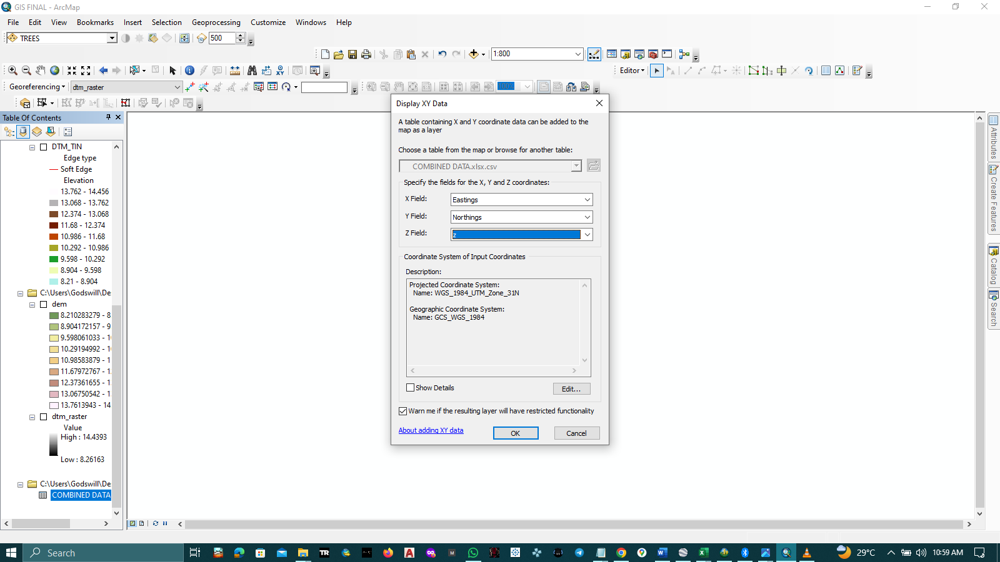 GIS FINAL - ArcMap
File Edit View Bookmarks Insert Selection Geoprocessing Customize Windows Help
TREES
500
1:800
Editor
Georeferencing
dtm_raster
100%
Table Of Contents
DTM_TIN
Edge type
Soft Edge
Elevation
13.762 - 14.456
13.068 - 13.762
12.374 - 13.068
11.68 - 12.374
10.986 - 11.68
10.292 - 10.986
9.598 - 10.292
8.904 - 9.598
8.21 - 8.904
C:\Users\Godswill\De
dem
8.210283279 - 8
8.904172157 - 9
9.598061033 - 1
10.29194992 - 1
10.98583879 - 1
11.67972767 - 1
12.37361655 - 1
13.06750542 - 1
13.7613943 - 14
dtm_raster
Value
High : 14.4393
Low : 8.26163
C:\Users\Godswill\De
COMBINED DATA
Display XY Data
A table containing X and Y coordinate data can be added to the
map as a layer
Choose a table from the map or browse for another table:
COMBINED DATA.xlsx.csv
Specify the fields for the X, Y and Z coordinates:
X Field:
Eastings
Y Field:
Northings
Z Field:
z
Coordinate System of Input Coordinates
Description:
Projected Coordinate System:
Name: WGS_1984_UTM_Zone_31N
Geographic Coordinate System:
Name: GCS_WGS_1984
Show Details
Edit...
Warn me if the resulting layer will have restricted functionality
About adding XY data
OK
Cancel
Attributes
Create Features
Catalog
Search
Search
TR
29°C
10:59 AM